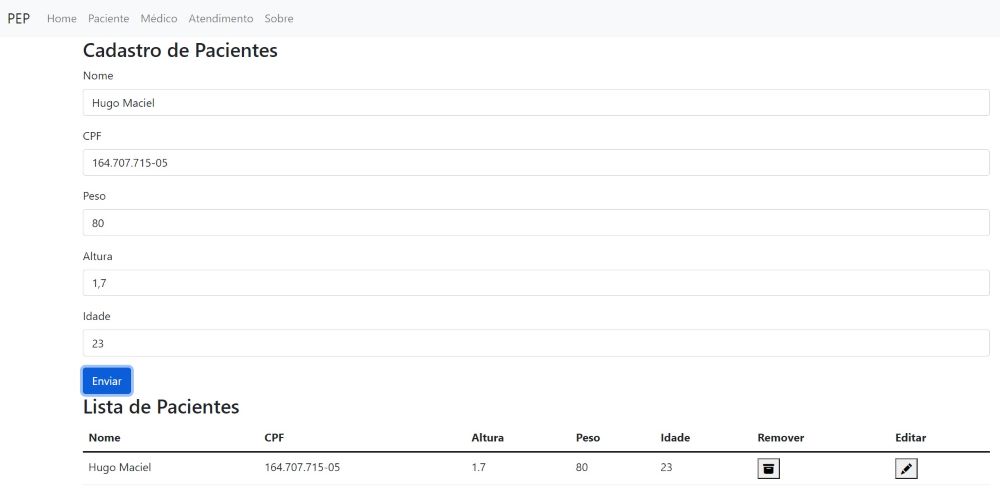 PEP Home Paciente Médico Atendimento Sobre
Cadastro de Pacientes
Nome
Hugo Maciel
CPF
164.707.715-05
Peso
80
Altura
1,7
Idade
23
Enviar
Lista de Pacientes
Nome CPF Altura Peso Idade Remover Editar
Hugo Maciel 164.707.715-05 1.7 80 23